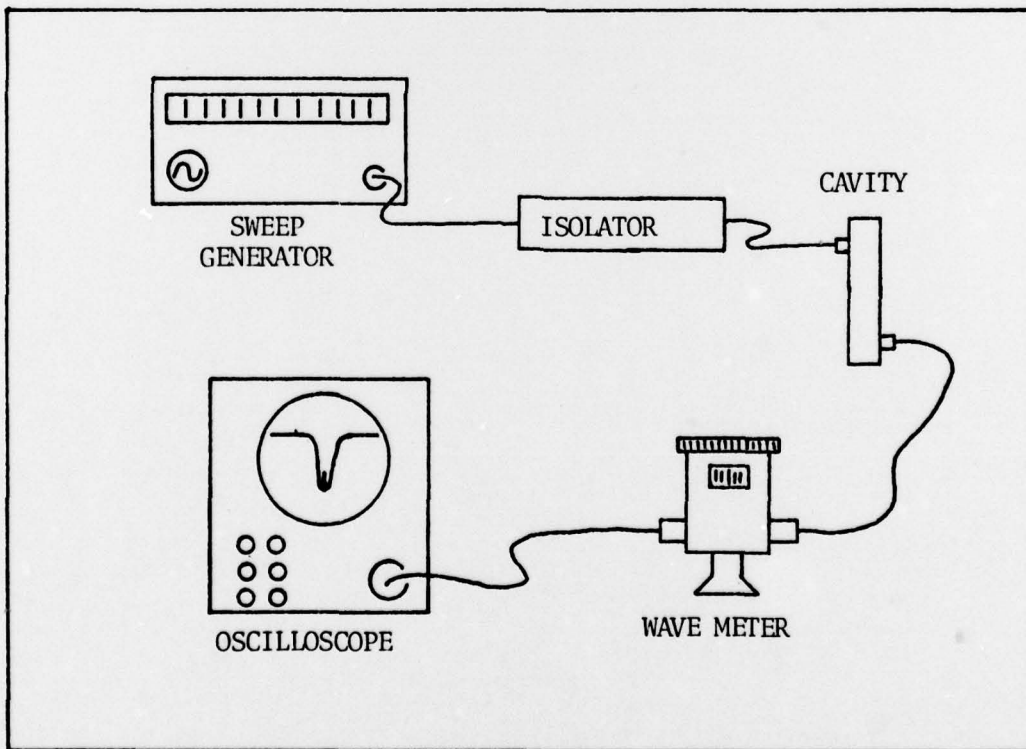 SWEEP
GENERATOR
ISOLATOR
CAVITY
OSCILLOSCOPE
WAVE METER